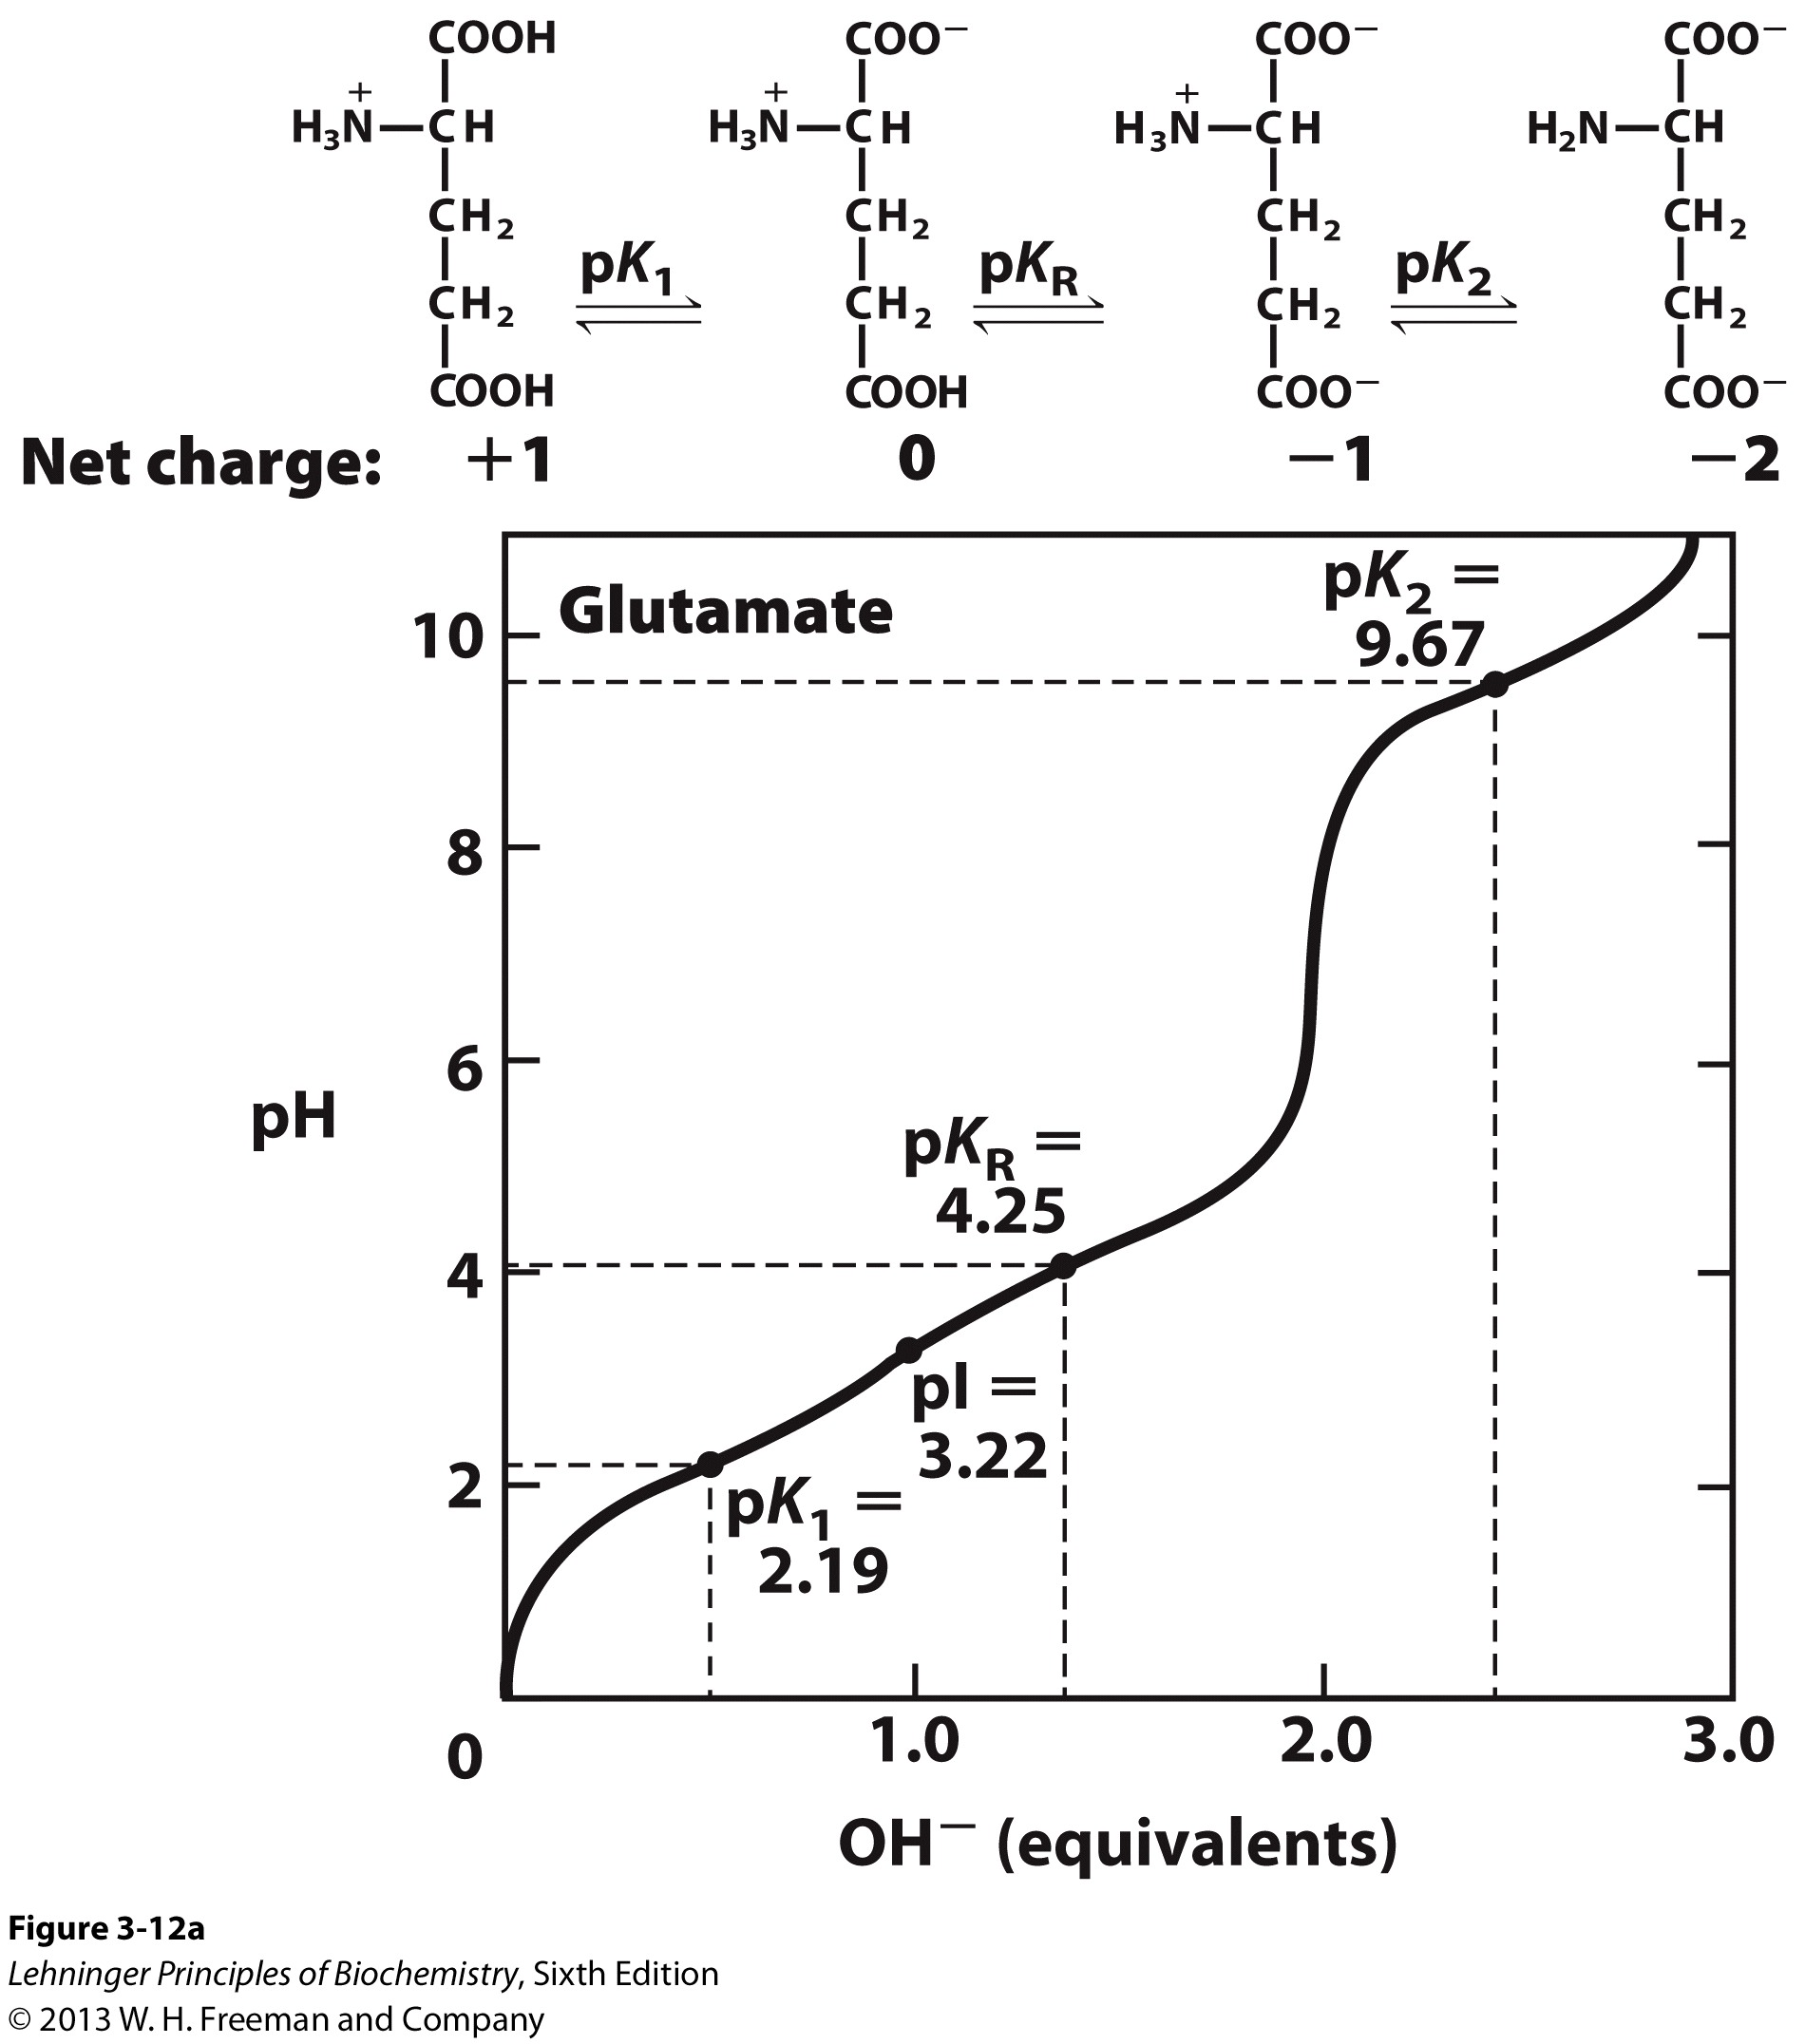 COOH COO⁻ COO⁻ COO⁻
+ + +
H₃N—CH H₃N—CH H₃N—CH H₂N—CH
CH₂ CH₂ CH₂ CH₂
pK₁ pKR pK₂
CH₂ CH₂ CH₂ CH₂
COOH COOH COO⁻ COO⁻
Net charge: +1 0 −1 −2
Glutamate
pK₂ =
9.67
10
8
6
pH
pKR =
4.25
4
pI =
3.22
2
pK₁ =
2.19
0 1.0 2.0 3.0
OH⁻ (equivalents)
Figure 3-12a
Lehninger Principles of Biochemistry, Sixth Edition
© 2013 W. H. Freeman and Company